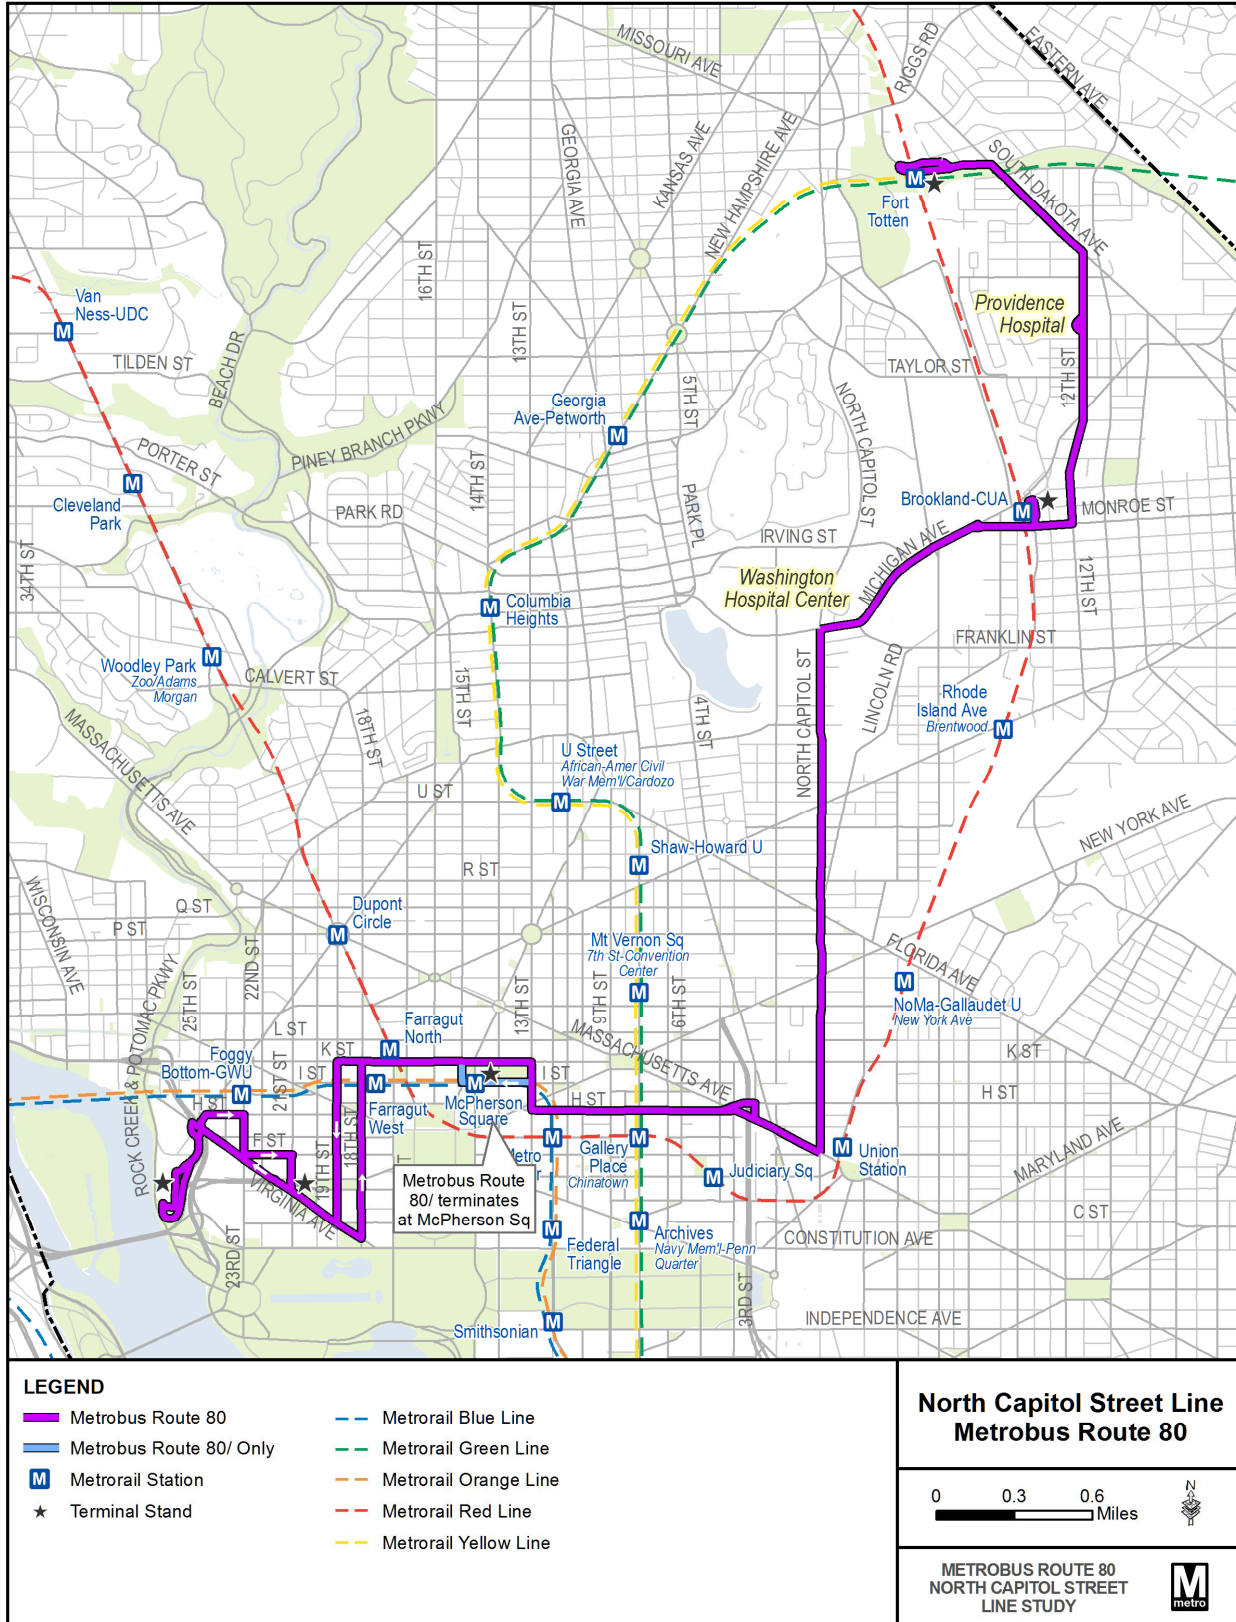 MISSOURI AVE
RIGGS RD
EASTERN AVE
GEORGIA AVE
KANSAS AVE
NEW HAMPSHIRE AVE
SOUTH DAKOTA AVE
Fort
Totten
16TH ST
Van
Ness-UDC
13TH ST
Providence
Hospital
TILDEN ST
BEACH DR
TAYLOR ST
12TH ST
5TH ST
NORTH CAPITOL ST
Georgia
Ave-Petworth
PINEY BRANCH PKWY
PORTER ST
14TH ST
Cleveland
Park
PARK RD
PARK PL
Brookland-CUA
MONROE ST
IRVING ST
MICHIGAN AVE
34TH ST
Washington
Hospital Center
12TH ST
Columbia
Heights
FRANKLIN ST
Woodley Park
Zoo/Adams
Morgan
CALVERT ST
15TH ST
18TH ST
4TH ST
NORTH CAPITOL ST
LINCOLN RD
Rhode
Island Ave
Brentwood
MASSACHUSETTS AVE
U Street
African-Amer Civil
War Mem'l/Cardozo
U ST
NEW YORK AVE
Shaw-Howard U
R ST
WISCONSIN AVE
Q ST
P ST
Dupont
Circle
Mt Vernon Sq
7th St-Convention
Center
22ND ST
25TH ST
ROCK CREEK & POTOMAC PKWY
FLORIDA AVE
13TH ST
9TH ST
6TH ST
NoMa-Gallaudet U
New York Ave
L ST
Farragut
North
MASSACHUSETTS AVE
K ST
K ST
Foggy
Bottom-GWU
I ST
I ST
21ST ST
H ST
H ST
H ST
Farragut
West
McPherson
Square
F ST
18TH ST
19TH ST
VIRGINIA AVE
23RD ST
Metro
r
T
Gallery
Place
Chinatown
Judiciary Sq
Union
Station
MARYLAND AVE
Metrobus Route
80/ terminates
at McPherson Sq
C ST
Archives
Navy Mem'l-Penn
Quarter
CONSTITUTION AVE
Federal
Triangle
3RD ST
Smithsonian
INDEPENDENCE AVE
LEGEND
Metrobus Route 80
Metrobus Route 80/ Only
M Metrorail Station
Terminal Stand
Metrorail Blue Line
Metrorail Green Line
Metrorail Orange Line
Metrorail Red Line
Metrorail Yellow Line
North Capitol Street Line
Metrobus Route 80
0 0.3 0.6
Miles
N
METROBUS ROUTE 80
NORTH CAPITOL STREET
LINE STUDY
M
metro